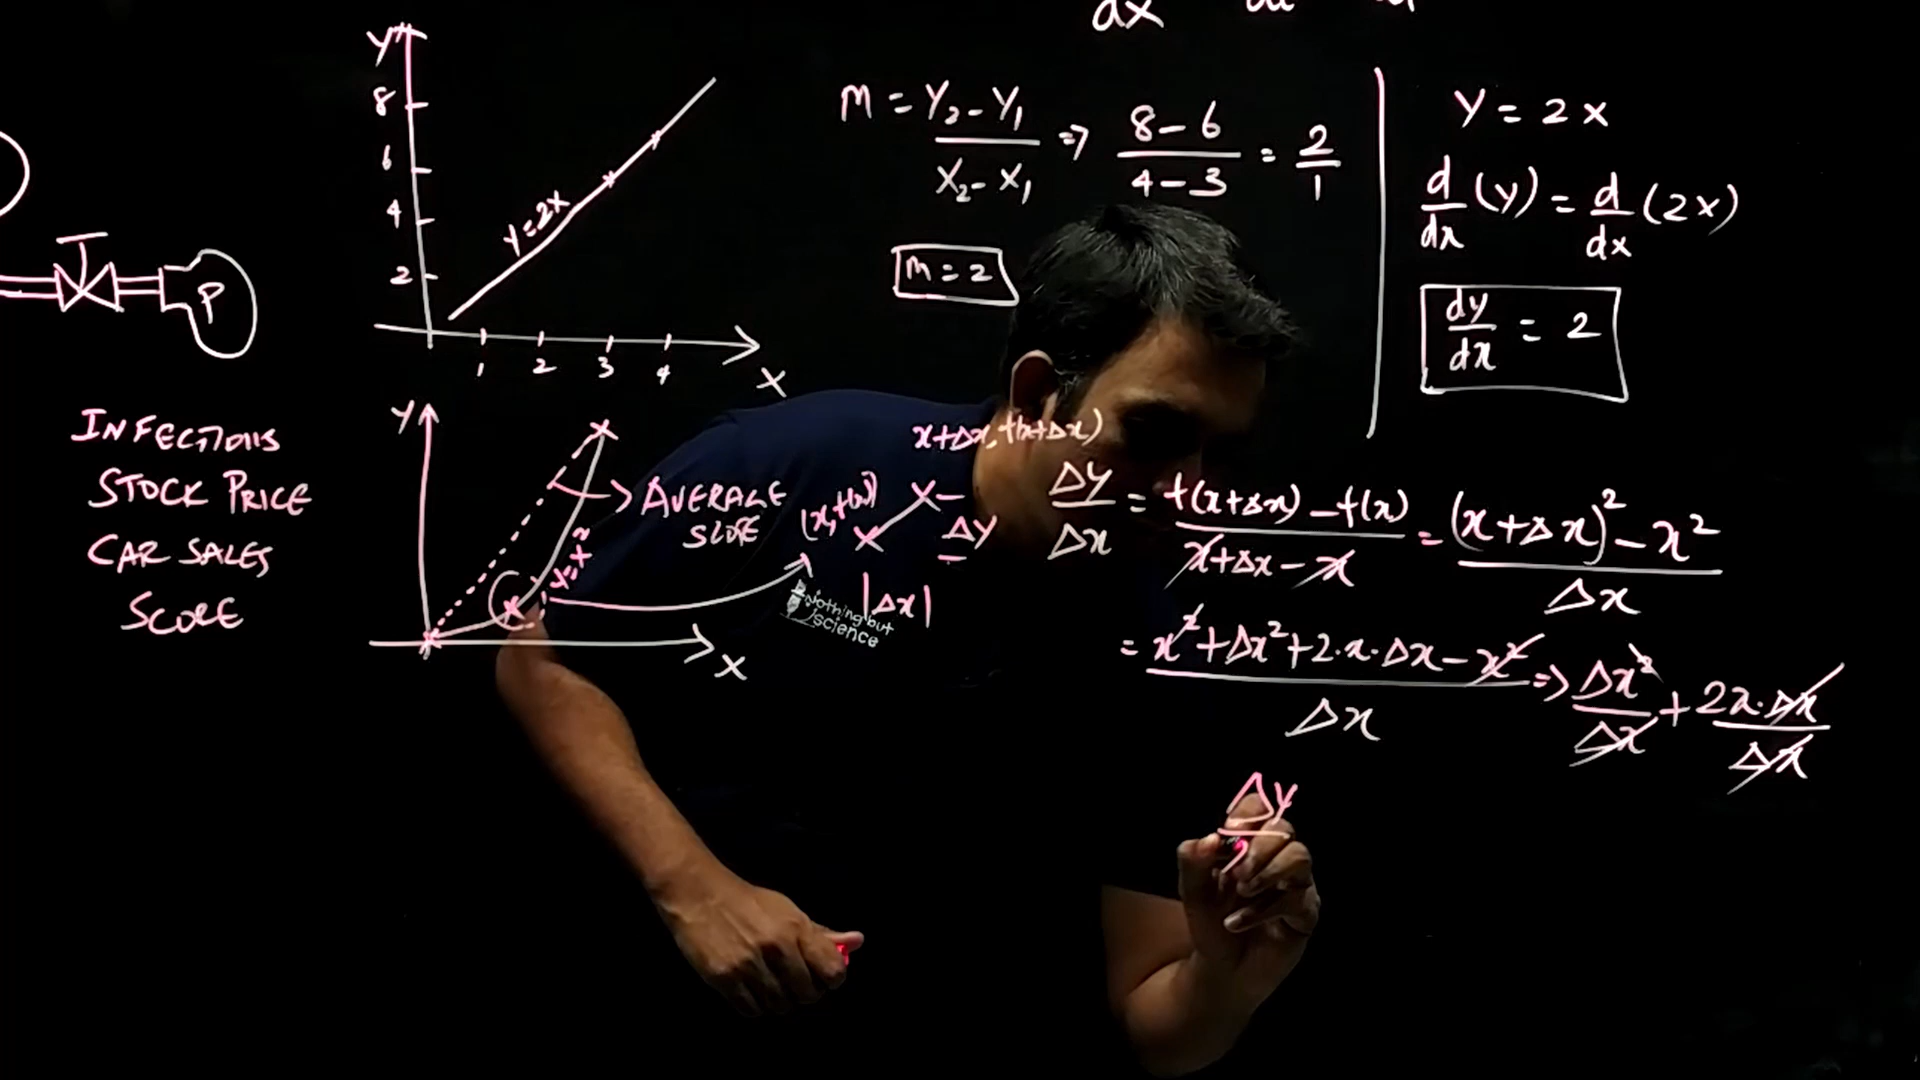 dx
Y
8
6
4
2
1 2 3 4
X
Y=2X
P
M = Y₂-Y₁ / X₂-X₁ => 8-6 / 4-3 = 2/1
M = 2
Y = 2x
d/dx (y) = d/dx (2x)
dy/dx = 2
INFECTIONS
STOCK PRICE
CAR SALES
SCORE
Y
X
AVERAGE
SLOPE
x+Δx, f(x+Δx)
(x, f(x))
ΔY
|Δx|
Nothing but
science
ΔY/Δx = f(x+Δx) - f(x) / x+Δx-x = (x+Δx)² - x² / Δx
= x²+Δx²+2·x·Δx-x² / Δx => Δx²/Δx + 2x·Δx/Δx
ΔY